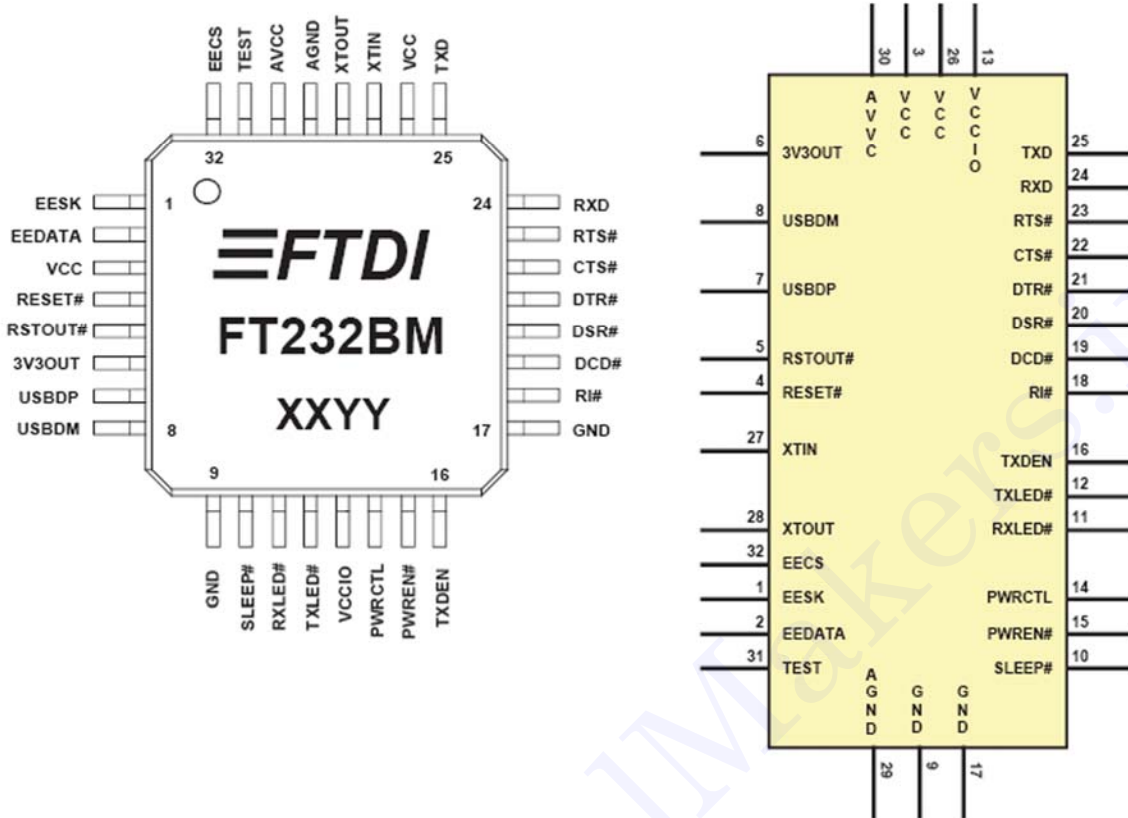 EECS
TEST
AVCC
AGND
XTOUT
XTIN
VCC
TXD
32
25
EESK
EEDATA
VCC
RESET#
RSTOUT#
3V3OUT
USBDP
USBDM
1
8
FTDI
FT232BM
XXYY
24
17
RXD
RTS#
CTS#
DTR#
DSR#
DCD#
RI#
GND
9
16
GND
SLEEP#
RXLED#
TXLED#
VCCIO
PWRCTL
PWREN#
TXDEN
30
3
26
13
AVVC
VCC
VCC
VCCIO
6 3V3OUT
8 USBDM
7 USBDP
5 RSTOUT#
4 RESET#
27 XTIN
28 XTOUT
32 EECS
1 EESK
2 EEDATA
31 TEST
TXD 25
RXD 24
RTS# 23
CTS# 22
DTR# 21
DSR# 20
DCD# 19
RI# 18
TXDEN 16
TXLED# 12
RXLED# 11
PWRCTL 14
PWREN# 15
SLEEP# 10
AGND
GND
GND
29
9
17